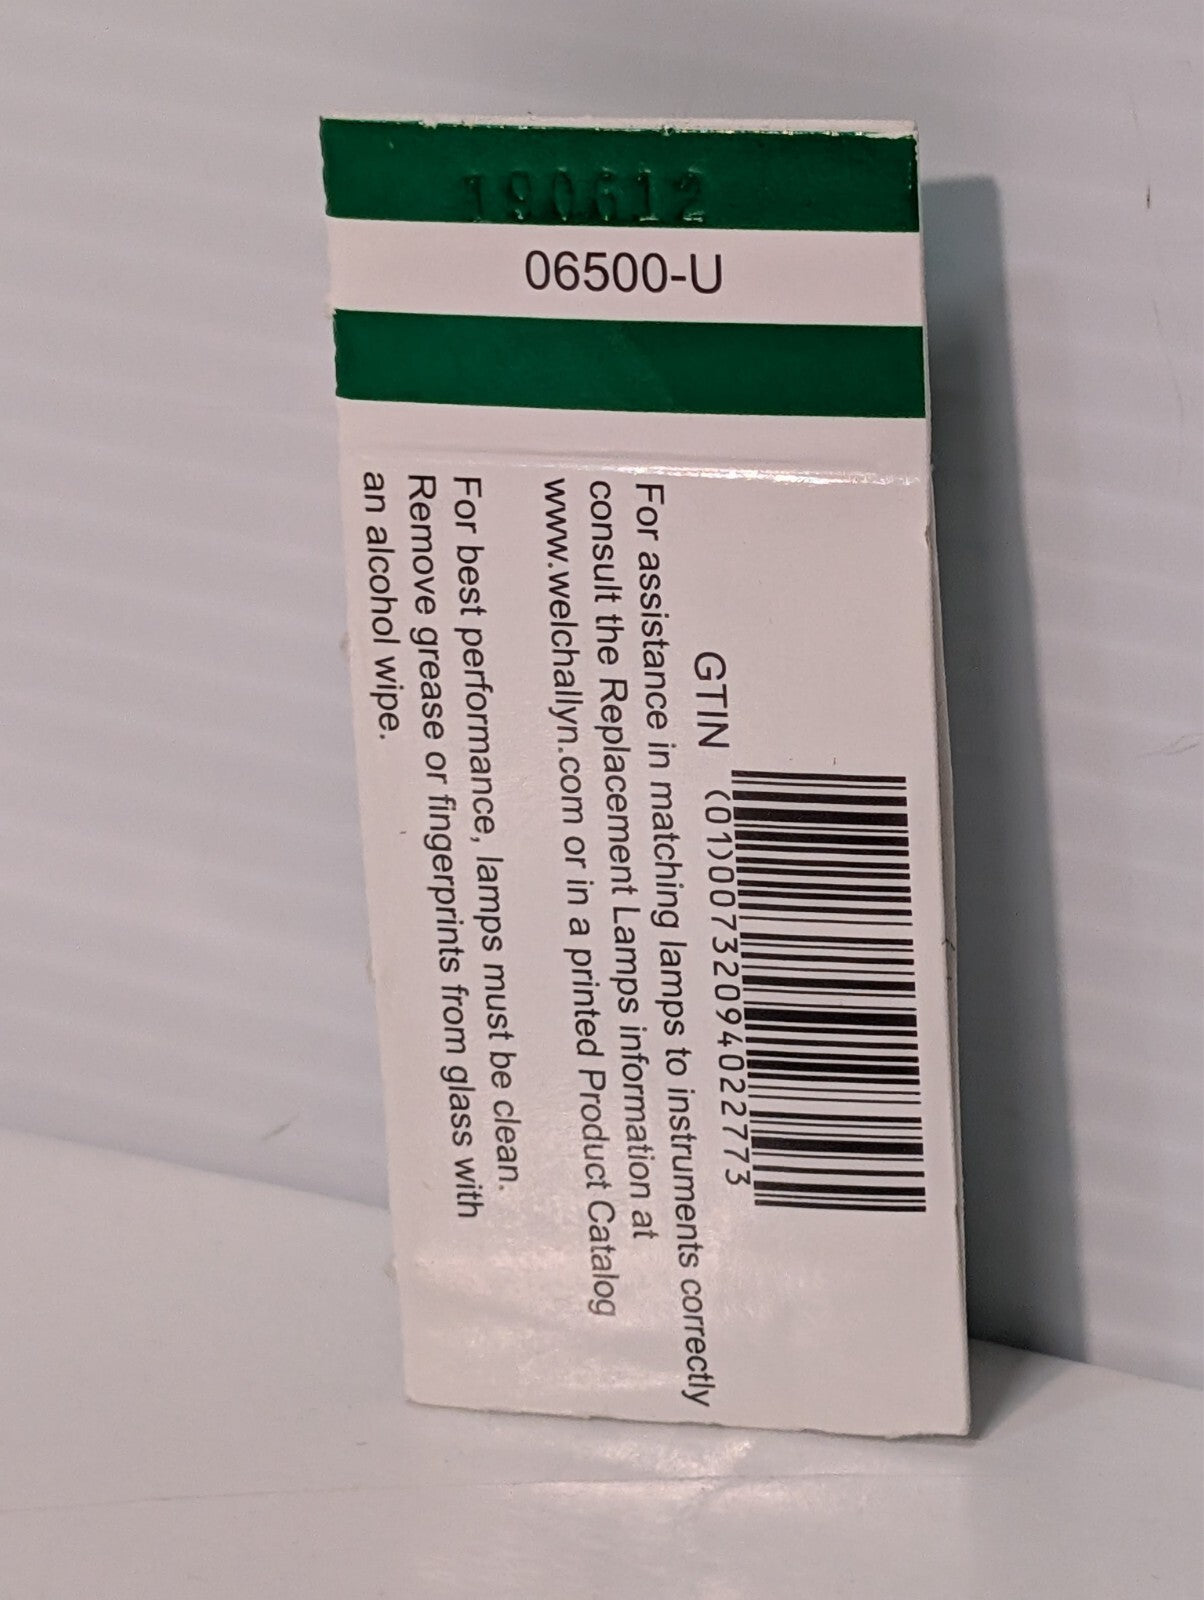 190612
06500-U
GTIN (01)00732094022773
For assistance in matching lamps to instruments correctly
consult the Replacement Lamps information at
www.welchallyn.com or in a printed Product Catalog
For best performance, lamps must be clean.
Remove grease or fingerprints from glass with
an alcohol wipe.